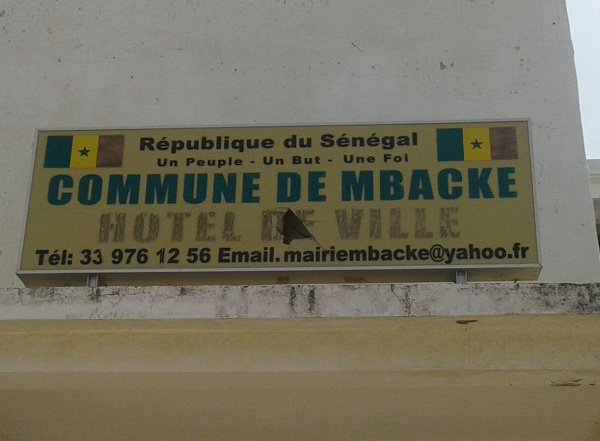 République du Sénégal
Un Peuple - Un But - Une Foi
COMMUNE DE MBACKE
HOTEL DE VILLE
Tél: 33 976 12 56 Email. mairiembacke@yahoo.fr